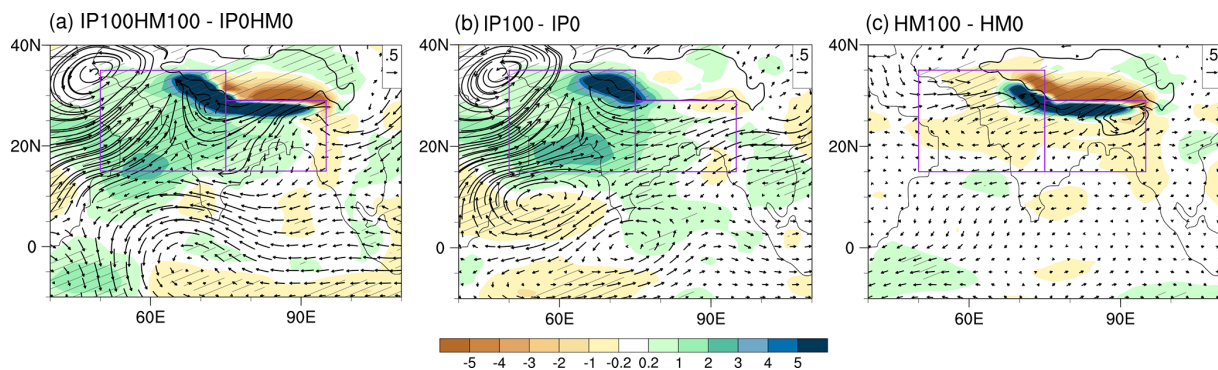 (a) IP100HM100 - IP0HM0
(b) IP100 - IP0
(c) HM100 - HM0
40N
20N
0
60E
90E
.5
40N
20N
0
60E
90E
.5
40N
20N
0
60E
90E
.5
-5 -4 -3 -2 -1 -0.2 0.2 1 2 3 4 5